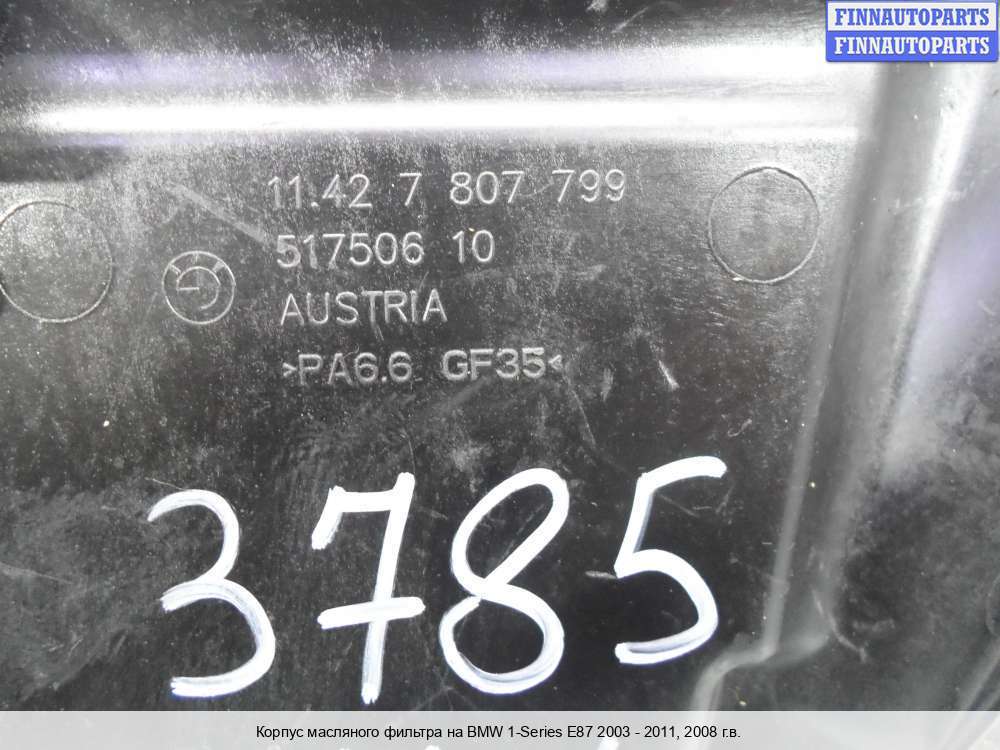 FINNAUTOPARTS
FINNAUTOPARTS
11.42 7 807 799
517506 10
AUSTRIA
>PA6.6 GF35<
3785
Корпус масляного фильтра на BMW 1-Series E87 2003 - 2011, 2008 г.в.